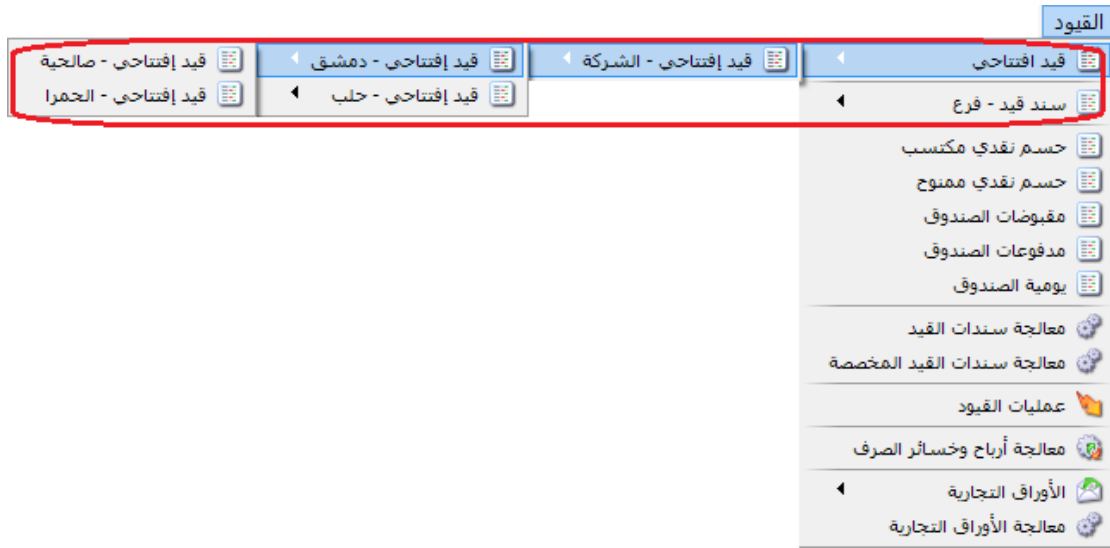 القيود
قيد افتتاحي قيد إفتتاحي - الشركة قيد إفتتاحي - دمشق قيد إفتتاحي - صالحية
سند قيد - فرع قيد إفتتاحي - حلب قيد إفتتاحي - الحمرا
حسم نقدي مكتسب
حسم نقدي ممنوح
مقبوضات الصندوق
مدفوعات الصندوق
يومية الصندوق
معالجة سندات القيد
معالجة سندات القيد المخصصة
عمليات القيود
معالجة أرباح وخسائر الصرف
الأوراق التجارية
معالجة الأوراق التجارية